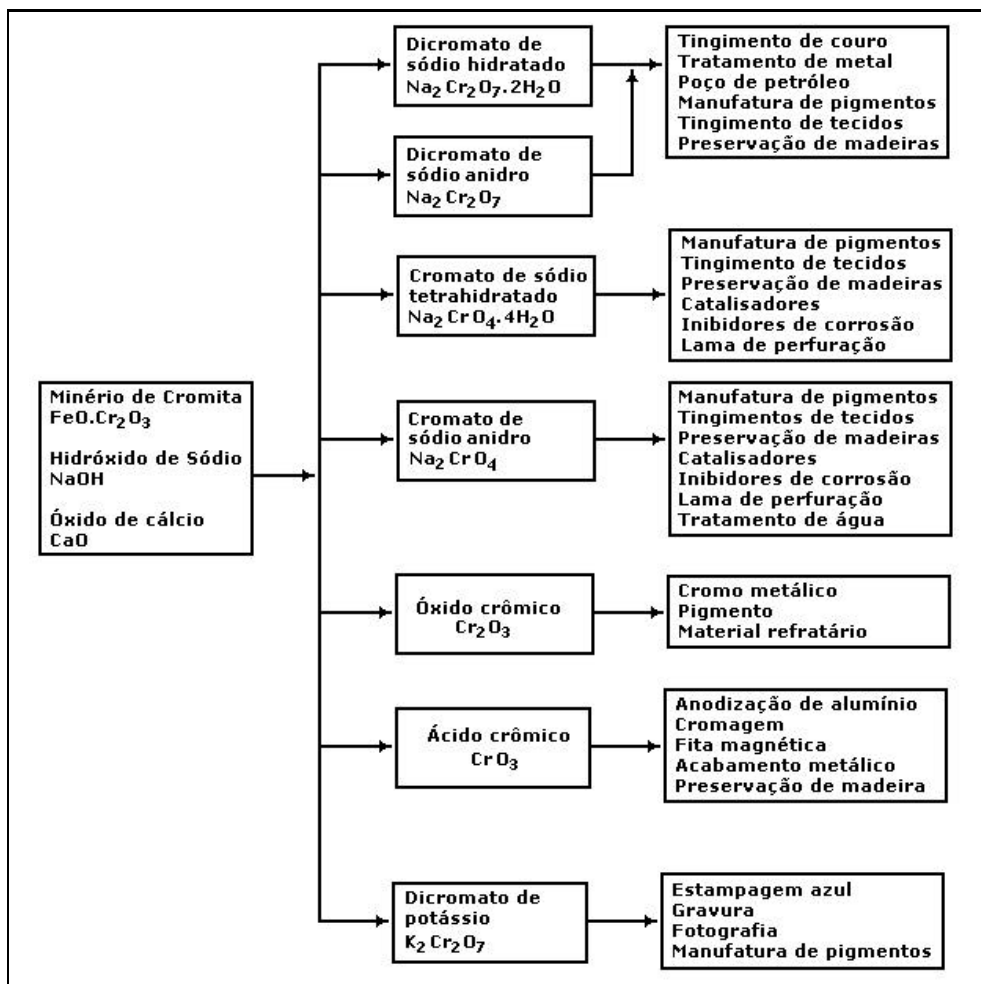 Minério de Cromita
FeO.Cr₂O₃
Hidróxido de Sódio
NaOH
Óxido de cálcio
CaO
Dicromato de
sódio hidratado
Na₂Cr₂O₇.2H₂O
Tingimento de couro
Tratamento de metal
Poço de petróleo
Manufatura de pigmentos
Tingimento de tecidos
Preservação de madeiras
Dicromato de
sódio anidro
Na₂Cr₂O₇
Cromato de sódio
tetrahidratado
Na₂CrO₄.4H₂O
Manufatura de pigmentos
Tingimento de tecidos
Preservação de madeiras
Catalisadores
Inibidores de corrosão
Lama de perfuração
Cromato de
sódio anidro
Na₂CrO₄
Manufatura de pigmentos
Tingimentos de tecidos
Preservação de madeiras
Catalisadores
Inibidores de corrosão
Lama de perfuração
Tratamento de água
Óxido crômico
Cr₂O₃
Cromo metálico
Pigmento
Material refratário
Ácido crômico
CrO₃
Anodização de alumínio
Cromagem
Fita magnética
Acabamento metálico
Preservação de madeira
Dicromato de
potássio
K₂Cr₂O₇
Estampagem azul
Gravura
Fotografia
Manufatura de pigmentos